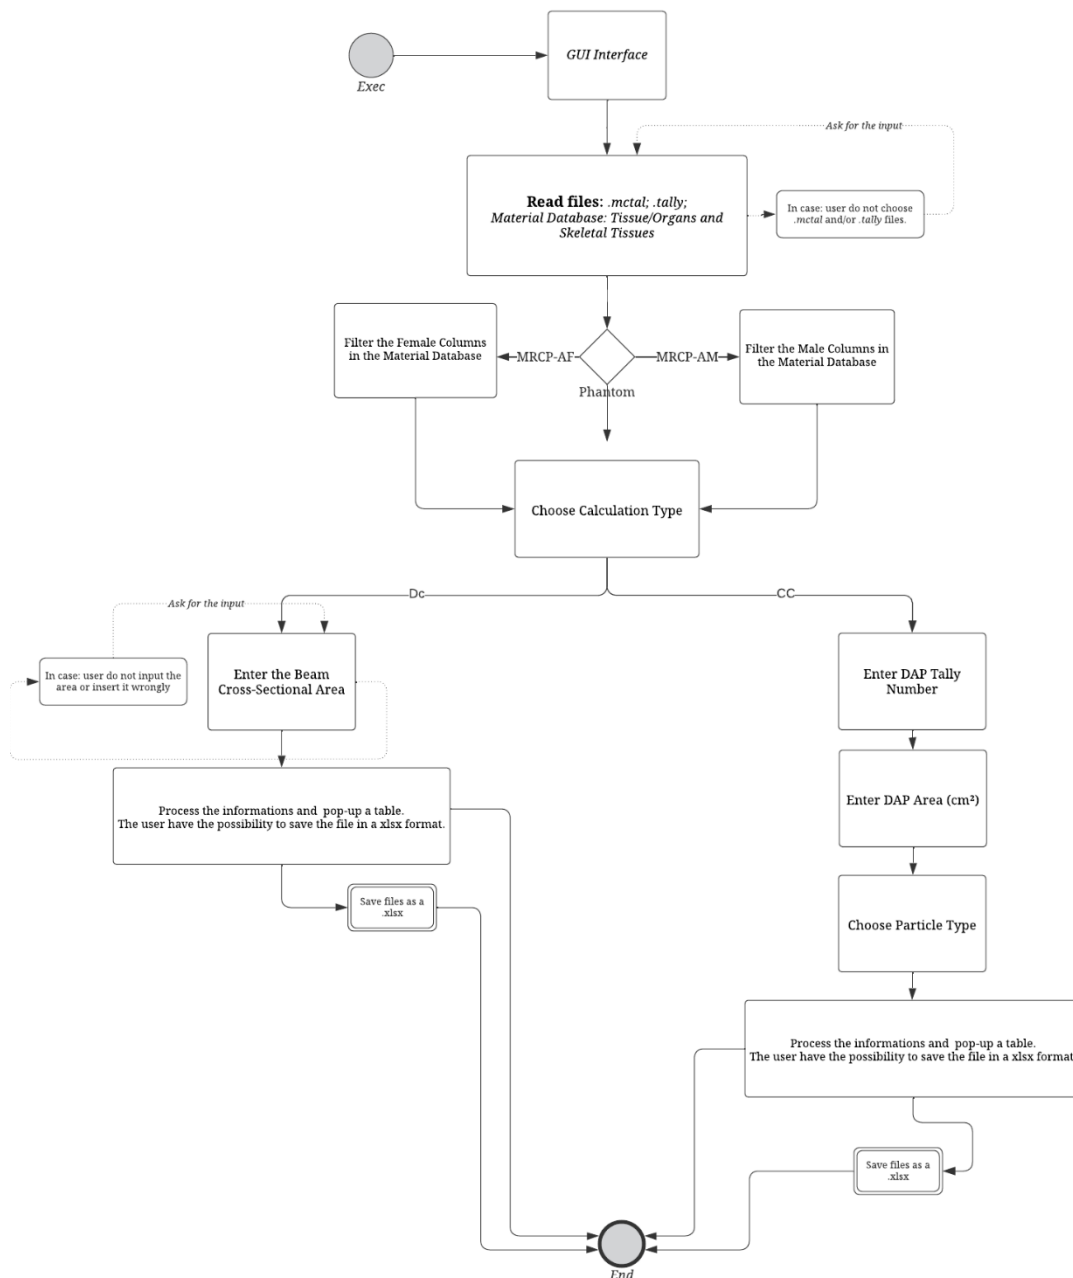 GUI Interface
Exec
Ask for the input
Read files: .mctal; .tally;
Material Database: Tissue/Organs and
Skeletal Tissues
In case: user do not choose
.mctal and/or .tally files.
Filter the Female Columns
in the Material Database
MRCP-AF
MRCP-AM
Filter the Male Columns in
the Material Database
Phantom
Choose Calculation Type
Dc
CC
Ask for the input
In case: user do not input the
area or insert it wrongly
Enter the Beam
Cross-Sectional Area
Enter DAP Tally
Number
Process the informations and pop-up a table.
The user have the possibility to save the file in a xlsx format.
Enter DAP Area (cm²)
Save files as a
.xlsx
Choose Particle Type
Process the informations and pop-up a table.
The user have the possibility to save the file in a xlsx format
Save files as a
.xlsx
End